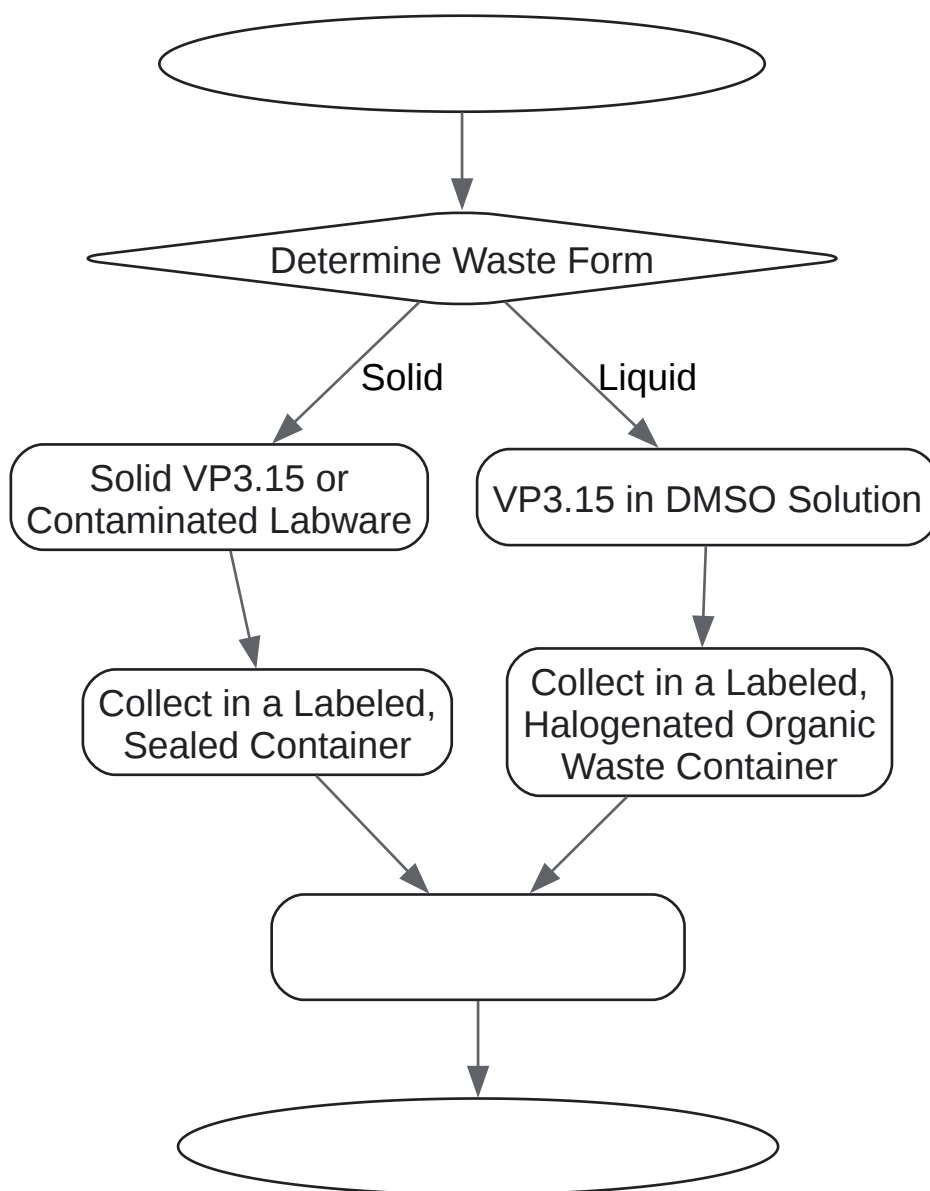 Determine Waste Form
Solid
Liquid
Solid VP3.15 or
Contaminated Labware
VP3.15 in DMSO Solution
Collect in a Labeled,
Sealed Container
Collect in a Labeled,
Halogenated Organic
Waste Container